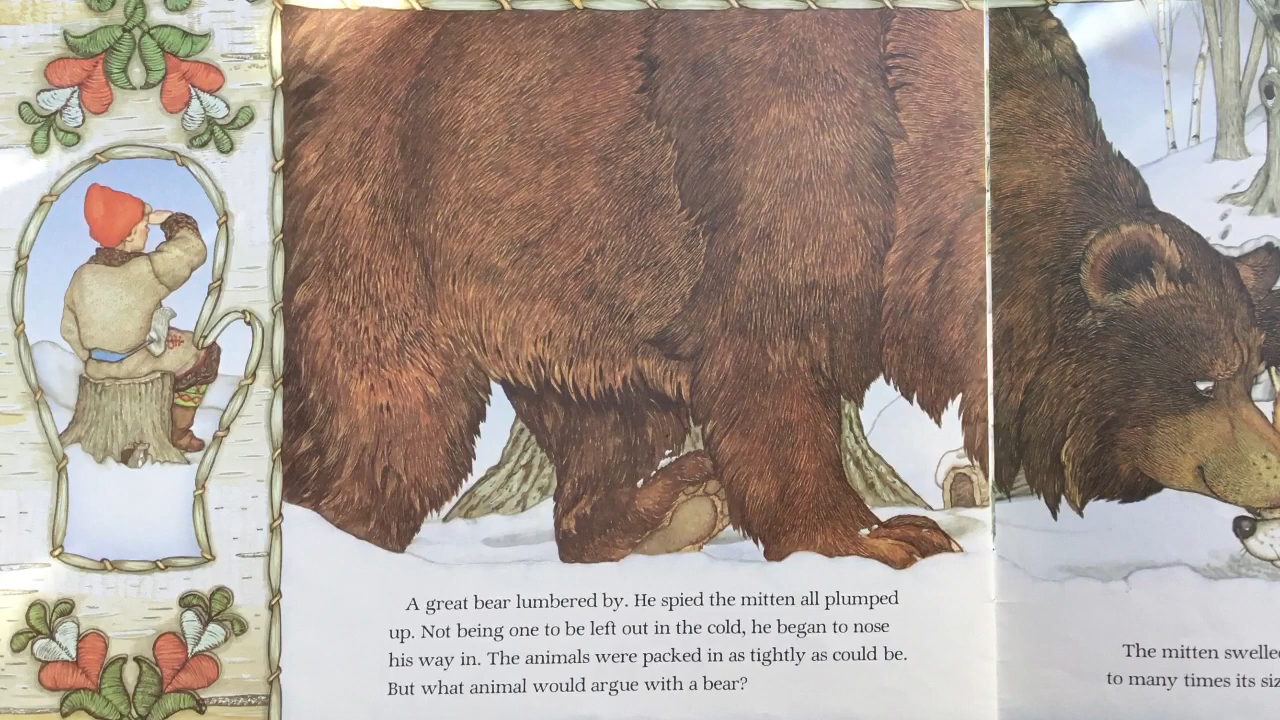 A great bear lumbered by. He spied the mitten all plumped
up. Not being one to be left out in the cold, he began to nose
his way in. The animals were packed in as tightly as could be.
But what animal would argue with a bear?
The mitten swelled
to many times its